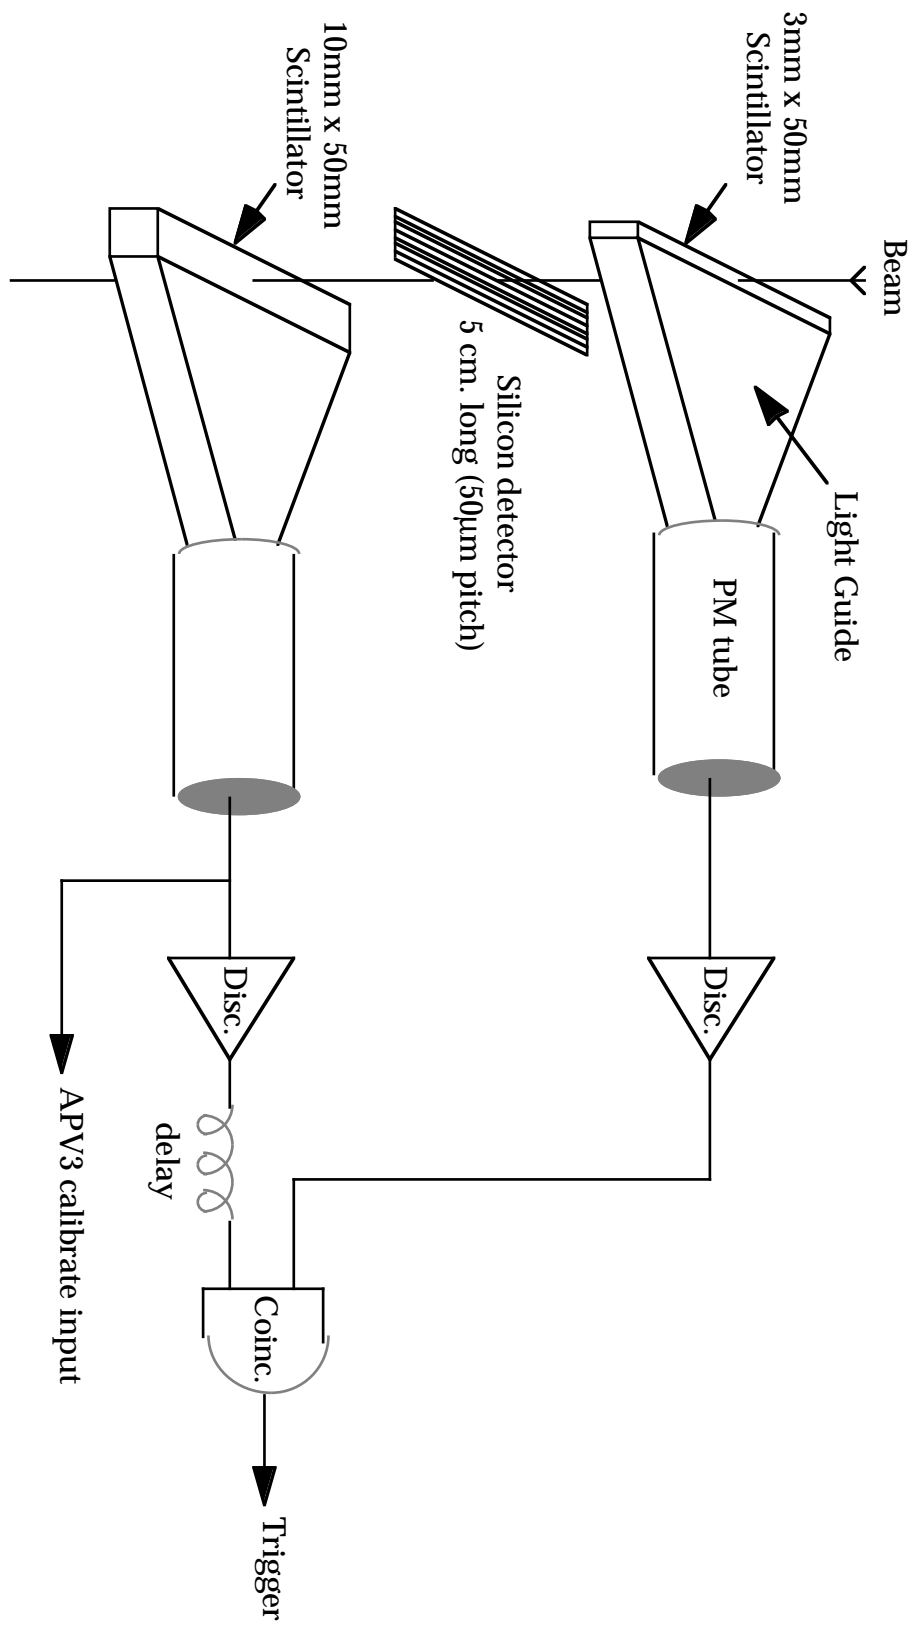 Beam
3mm x 50mm
Scintillator
10mm x 50mm
Scintillator
Light Guide
Silicon detector
5 cm. long (50µm pitch)
PM tube
Disc.
Disc.
delay
APV3 calibrate input
Coinc.
Trigger